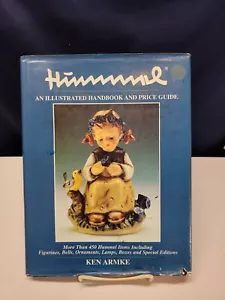 Hummel®
AN ILLUSTRATED HANDBOOK AND PRICE GUIDE
More Than 450 Hummel Items Including
Figurines, Bells, Ornaments, Lamps, Boxes and Special Editions
KEN ARMKE